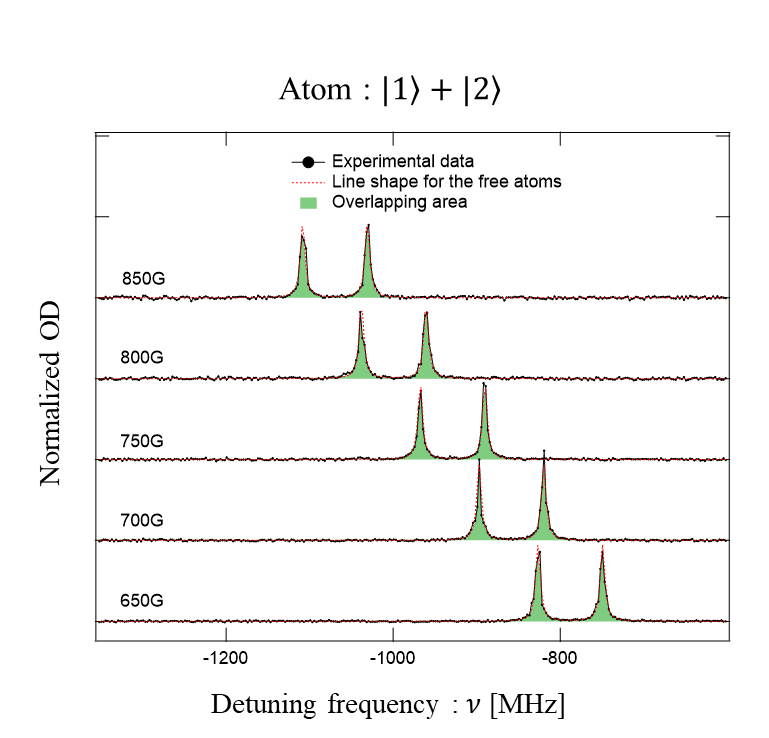 Atom : |1⟩ + |2⟩
Experimental data
Line shape for the free atoms
Overlapping area
850G
800G
750G
700G
650G
Normalized OD
-1200
-1000
-800
Detuning frequency : ν [MHz]